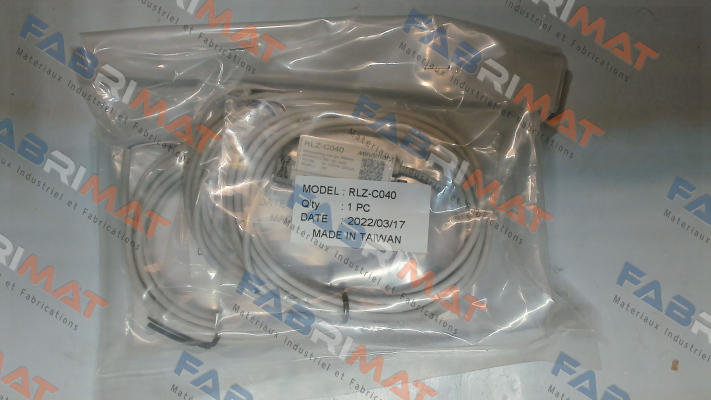 FABRIMAT
Matériaux Industriel et Fabrications
RLZ-C040
MODEL : RLZ-C040
Q'ty : 1 PC
DATE : 2022/03/17
MADE IN TAIWAN